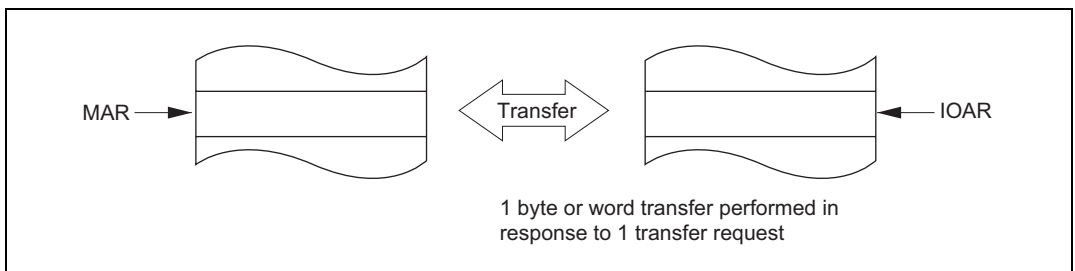 MAR
Transfer
IOAR
1 byte or word transfer performed in
response to 1 transfer request